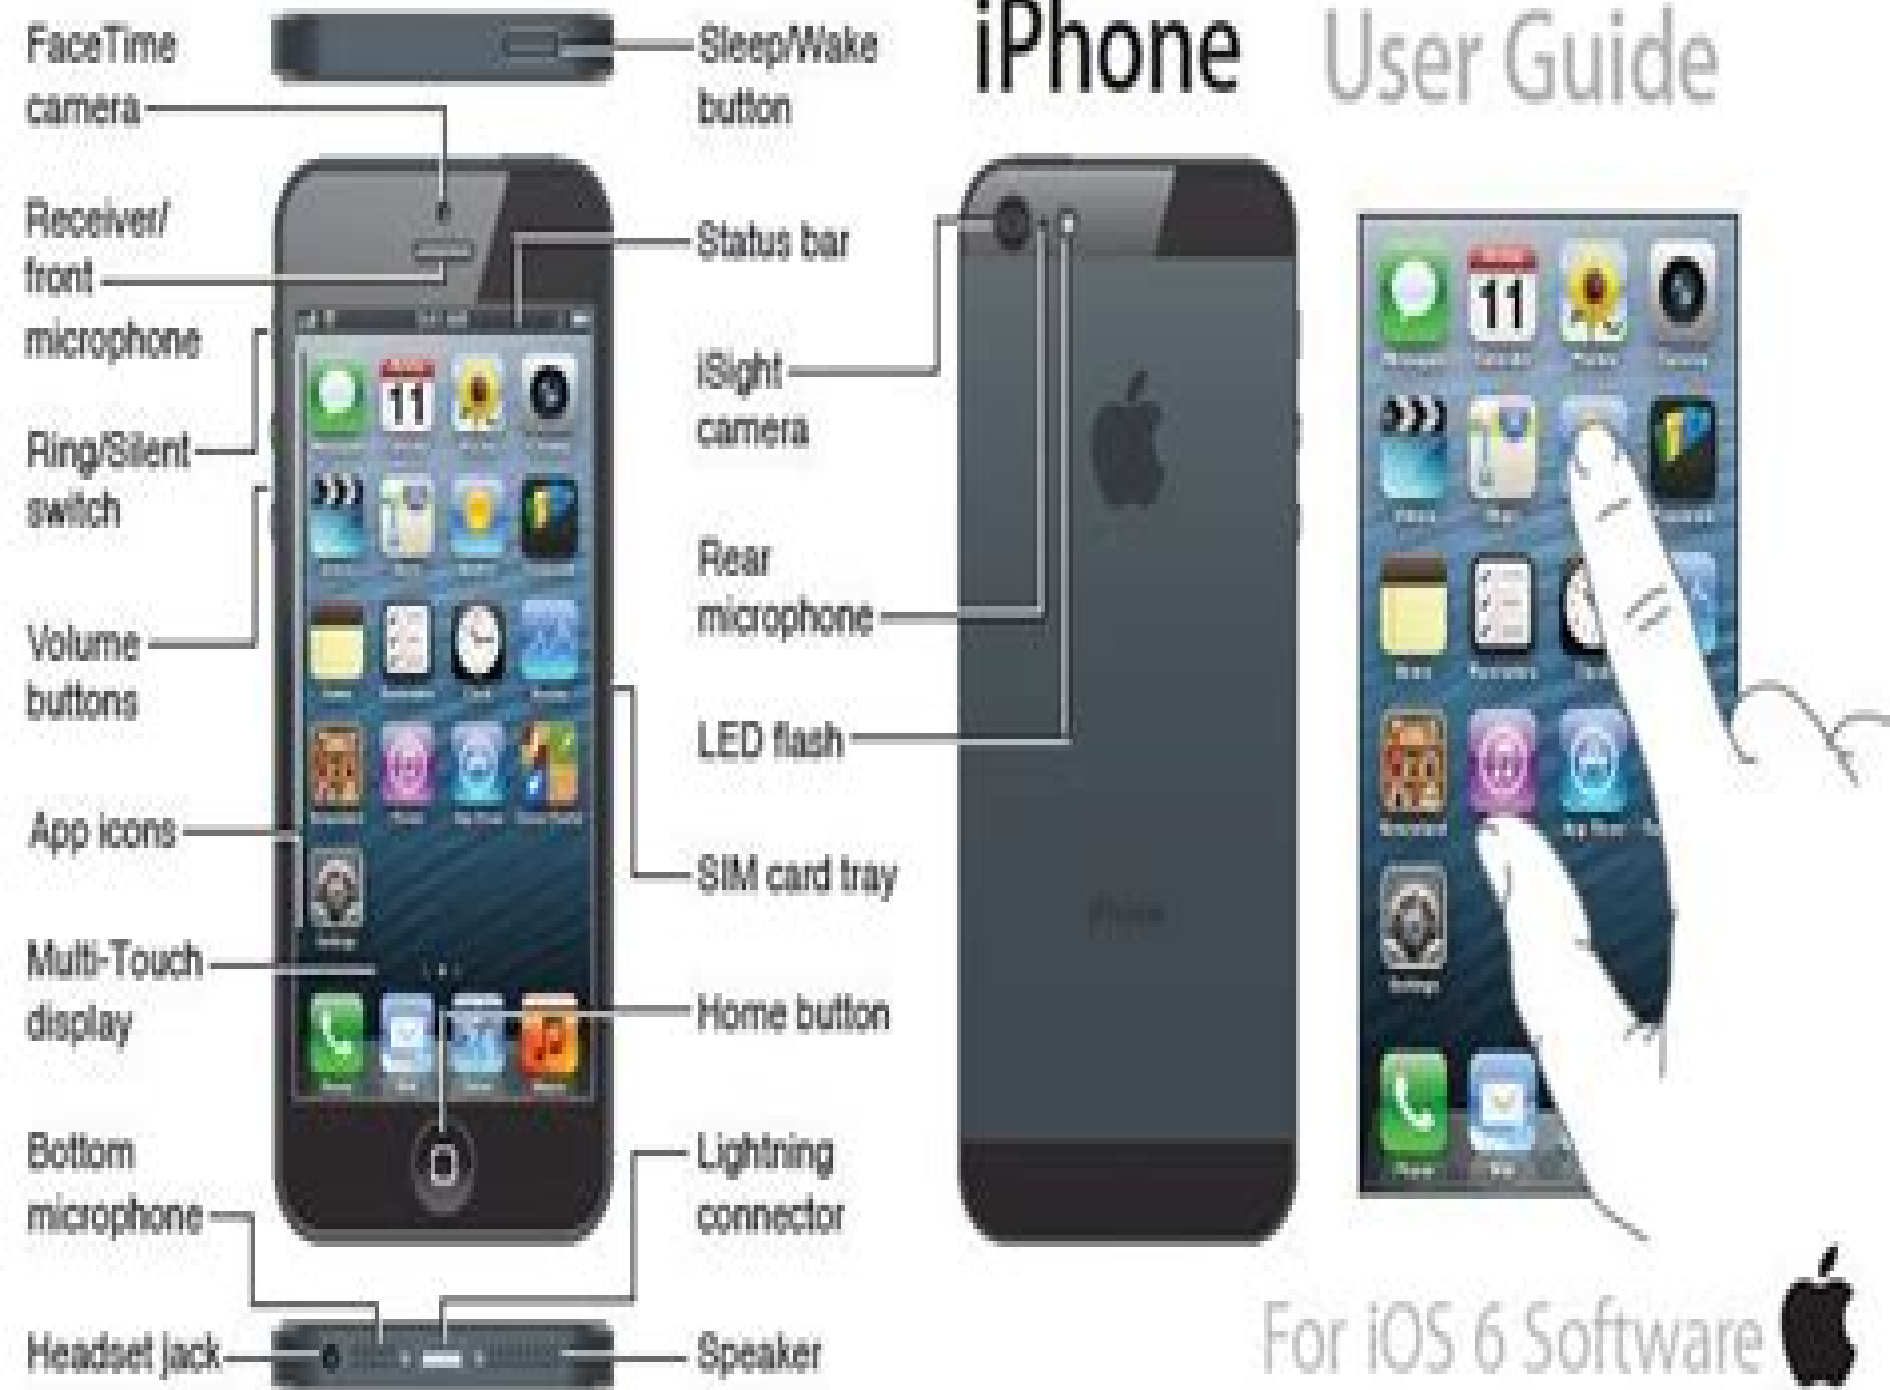 iPhone User Guide
FaceTime
camera
Sleep/Wake
button
Receiver/
front
microphone
Status bar
Ring/Silent
switch
iSight
camera
Volume
buttons
Rear
microphone
LED flash
App icons
SIM card tray
Multi-Touch
display
Home button
Bottom
microphone
Lightning
connector
Headset jack
Speaker
11
11
iPhone
Settings
For iOS 6 Software